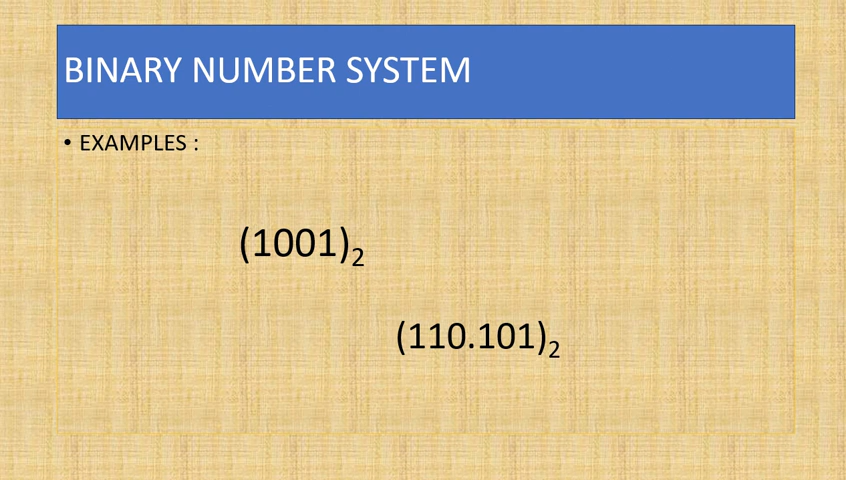 BINARY NUMBER SYSTEM
• EXAMPLES :
(1001)₂
(110.101)₂